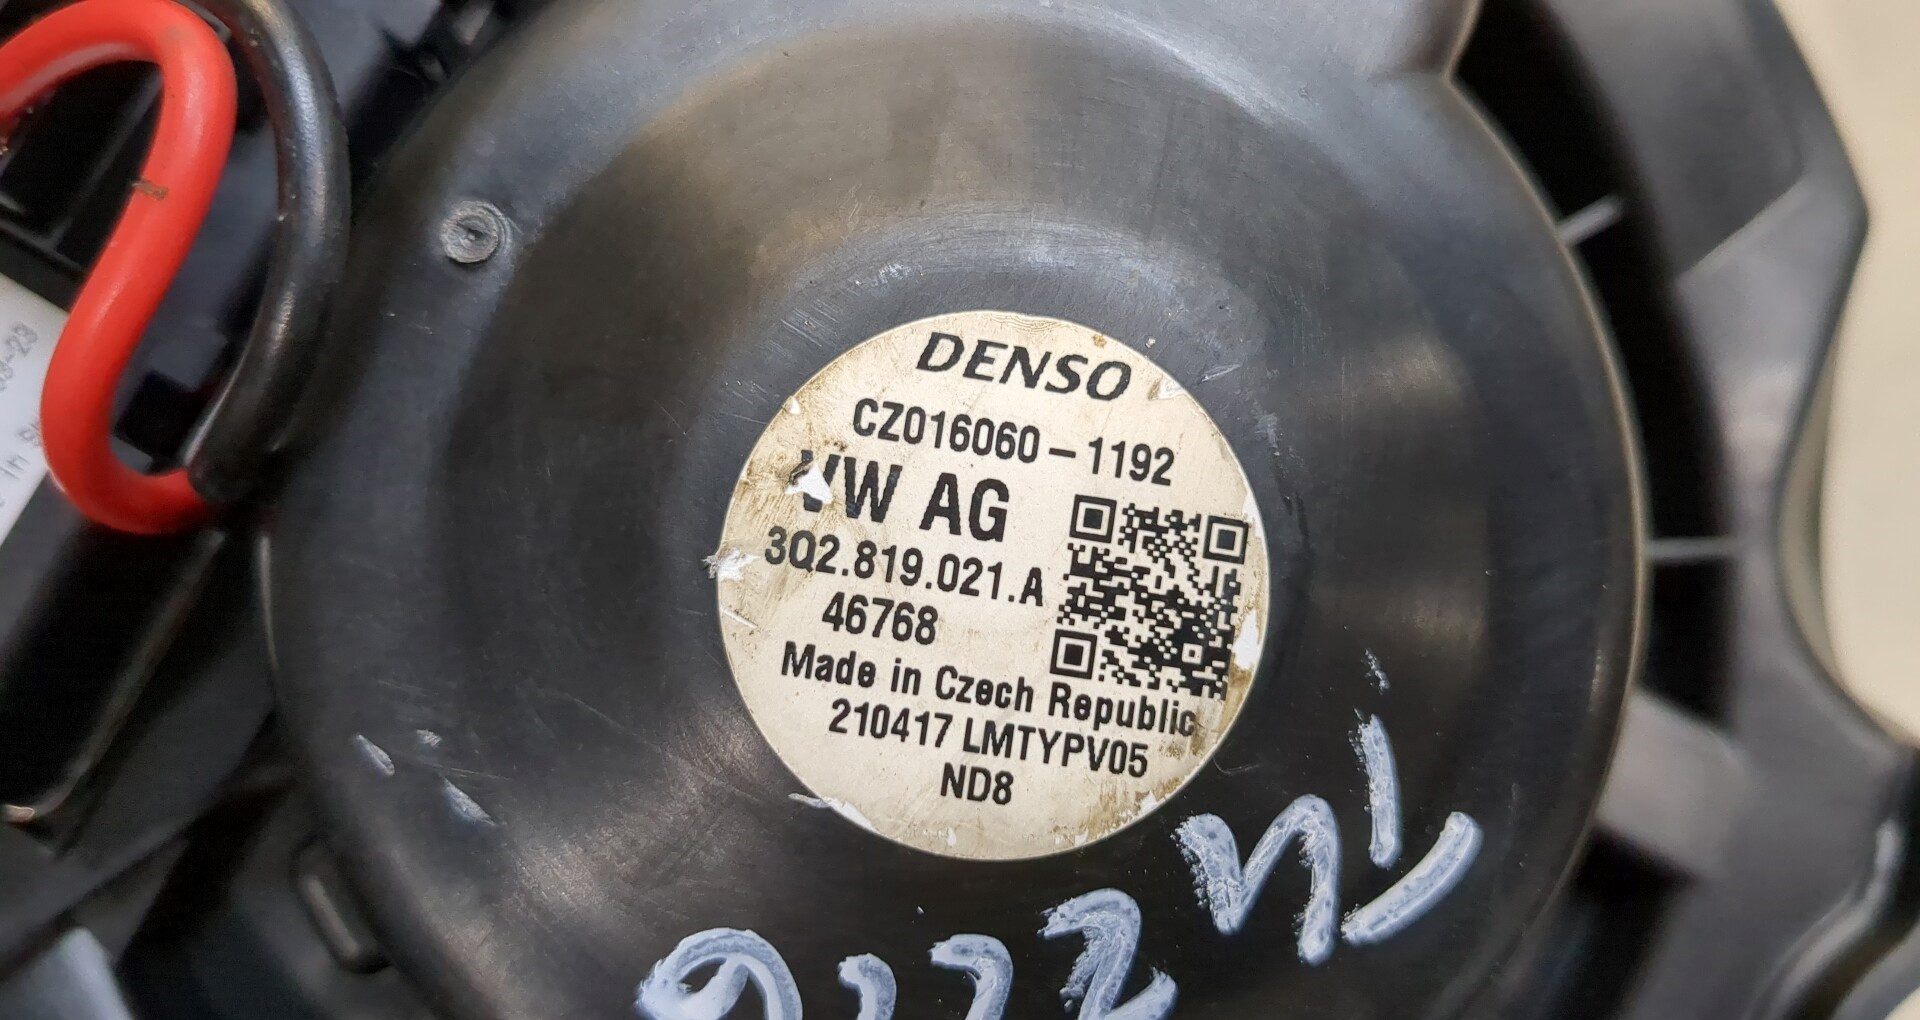 DENSO
CZ016060-1192
VW AG
3Q2.819.021.A
46768
Made in Czech Republic
210417 LMTYPV05
ND8